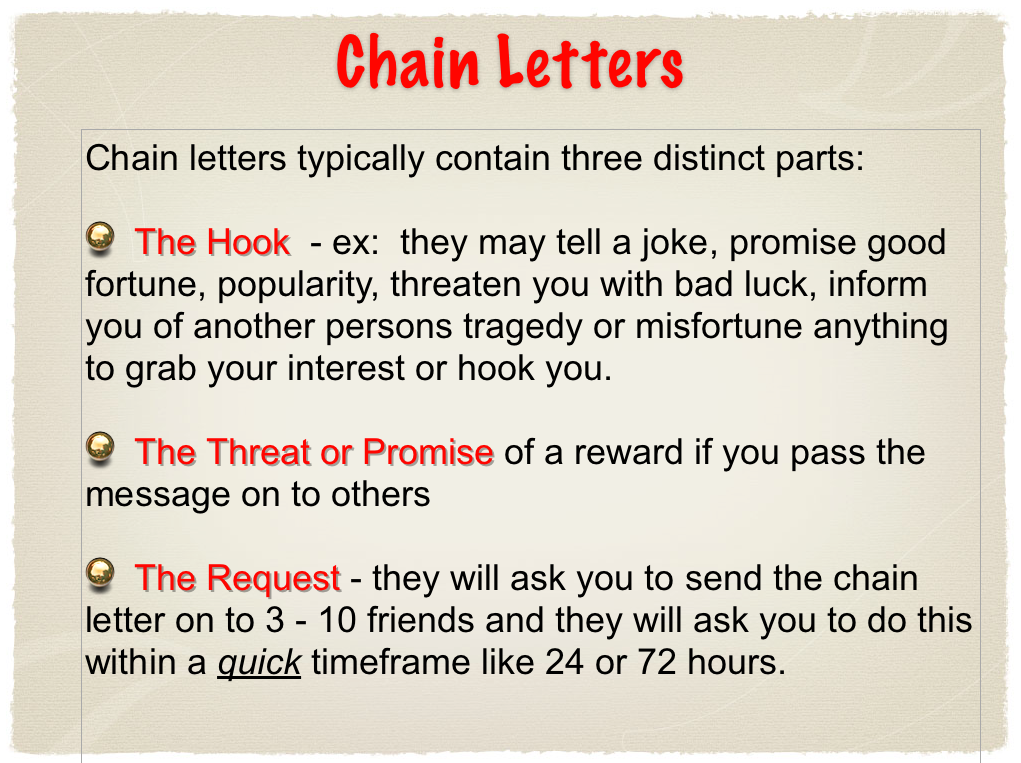 Chain Letters
Chain letters typically contain three distinct parts:
The Hook - ex: they may tell a joke, promise good
fortune, popularity, threaten you with bad luck, inform
you of another persons tragedy or misfortune anything
to grab your interest or hook you.
The Threat or Promise of a reward if you pass the
message on to others
The Request - they will ask you to send the chain
letter on to 3 - 10 friends and they will ask you to do this
within a quick timeframe like 24 or 72 hours.